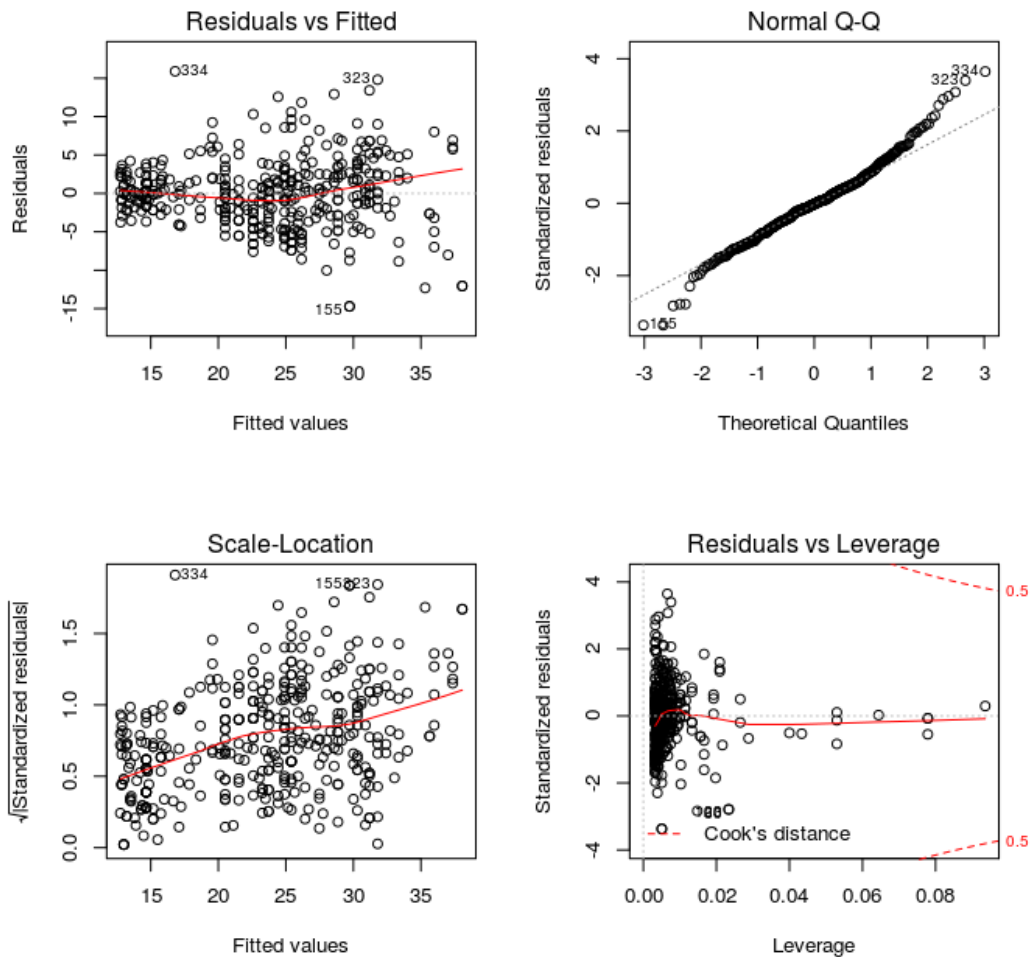 Residuals vs Fitted
334
323
155
Residuals
-15
-5
0
5
10
15 20 25 30 35
Fitted values
Normal Q-Q
334
323
155
Standardized residuals
-2
0
2
4
-3 -2 -1 0 1 2 3
Theoretical Quantiles
Scale-Location
334
155323
√|Standardized residuals|
0.0
0.5
1.0
1.5
15 20 25 30 35
Fitted values
Residuals vs Leverage
0.5
0.5
Cook's distance
Standardized residuals
-4
-2
0
2
4
0.00 0.02 0.04 0.06 0.08
Leverage